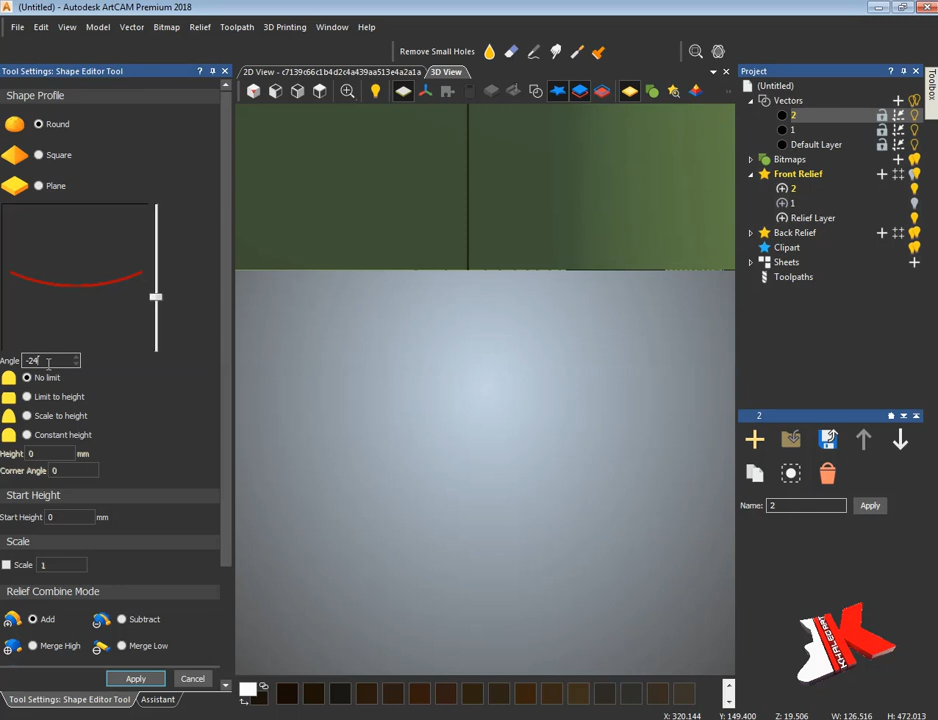 (Untitled) - Autodesk ArtCAM Premium 2018
File Edit View Model Vector Bitmap Relief Toolpath 3D Printing Window Help
Remove Small Holes
Tool Settings: Shape Editor Tool
2D View - c7139c66c1b4d2c4a439aa513e4a2a1a 3D View
Project
Toolbox
Shape Profile
Round
Square
Plane
Angle -24
No limit
Limit to height
Scale to height
Constant height
Height 0 mm
Corner Angle 0
Start Height
Start Height 0 mm
Scale
Scale 1
Relief Combine Mode
Add Subtract
Merge High Merge Low
Apply Cancel
Tool Settings: Shape Editor Tool Assistant
(Untitled)
Vectors
2
1
Default Layer
Bitmaps
Front Relief
2
1
Relief Layer
Back Relief
Clipart
Sheets
Toolpaths
2
Name: 2 Apply
KHALEDART
X: 320.144 Y: 149.400 Z: 19.506 W: 126.516 H: 472.013